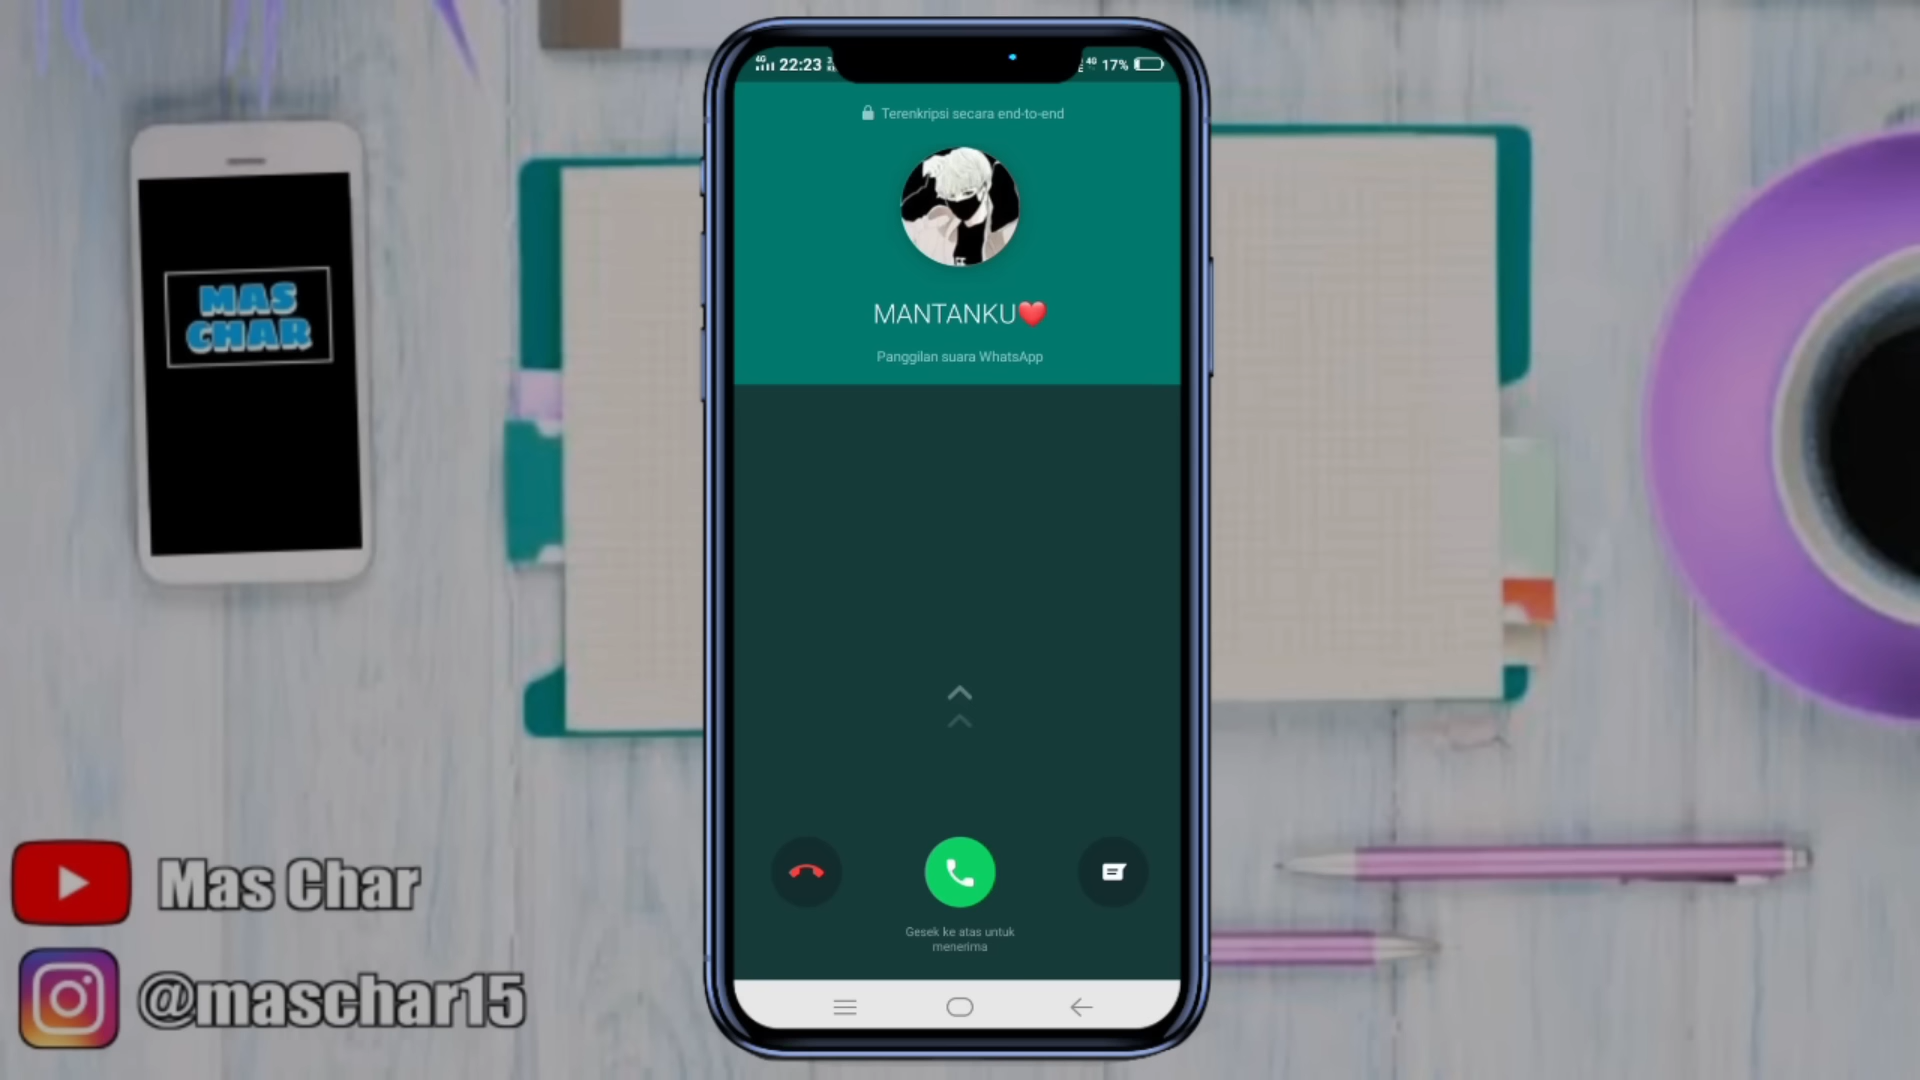 22:23
4G 17%
Terenkripsi secara end-to-end
MANTANKU❤️
Panggilan suara WhatsApp
Gesek ke atas untuk
menerima
MAS
CHAR
Mas Char
@maschar15